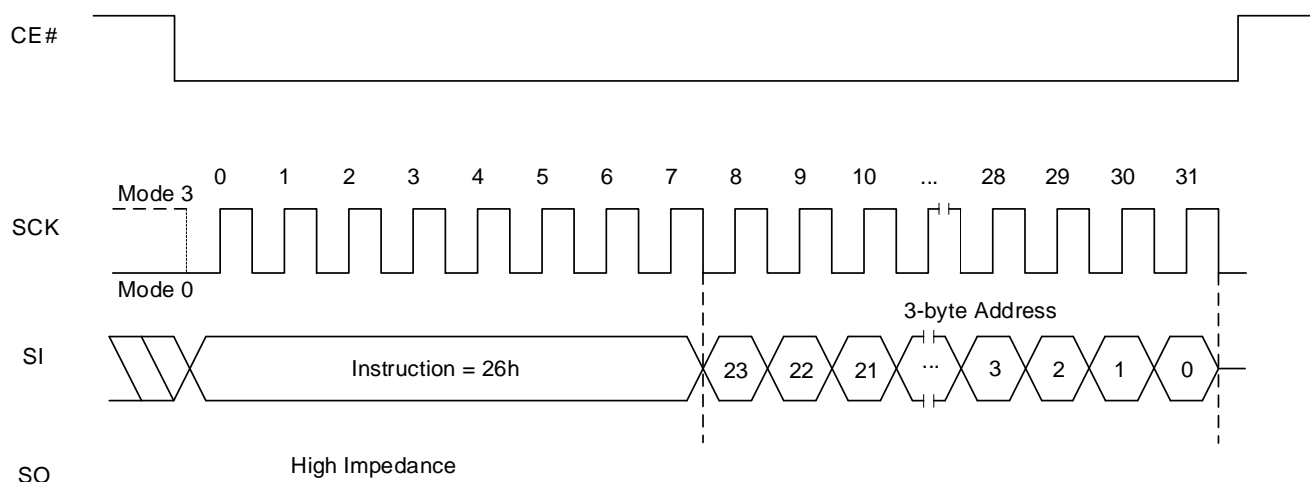 CE#
0 1 2 3 4 5 6 7 8 9 10 ... 28 29 30 31
Mode 3
SCK
Mode 0
3-byte Address
SI
Instruction = 26h 23 22 21 ... 3 2 1 0
High Impedance
SO